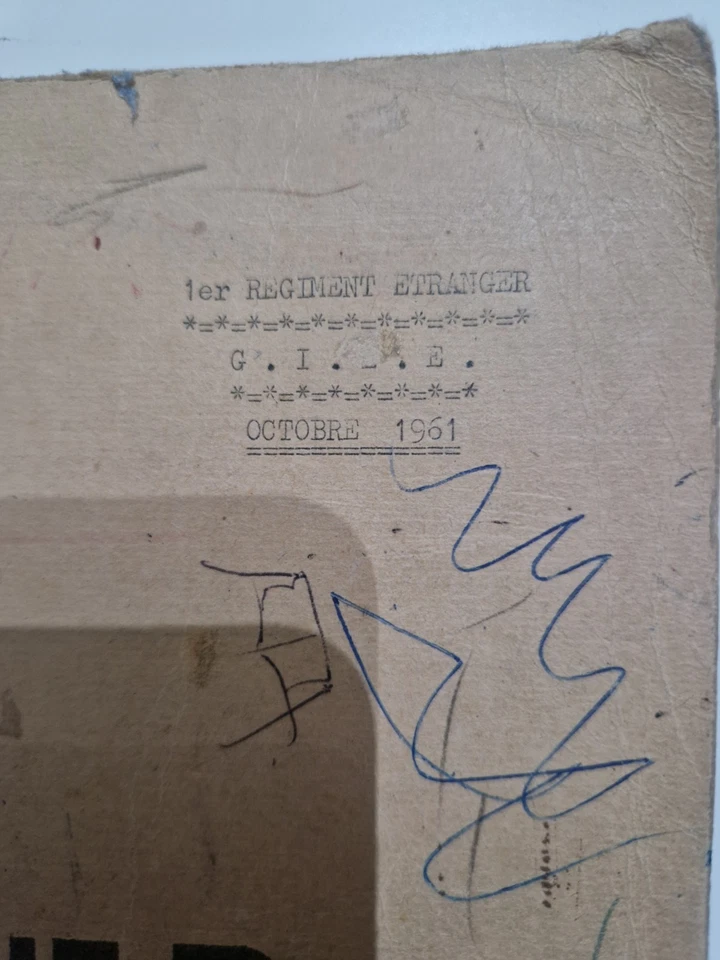 1er REGIMENT ETRANGER
*=*=*=*=*=*=*=*=*=*=*
G . I . . E .
*=*=*=*=*=*=*=*
OCTOBRE 1961